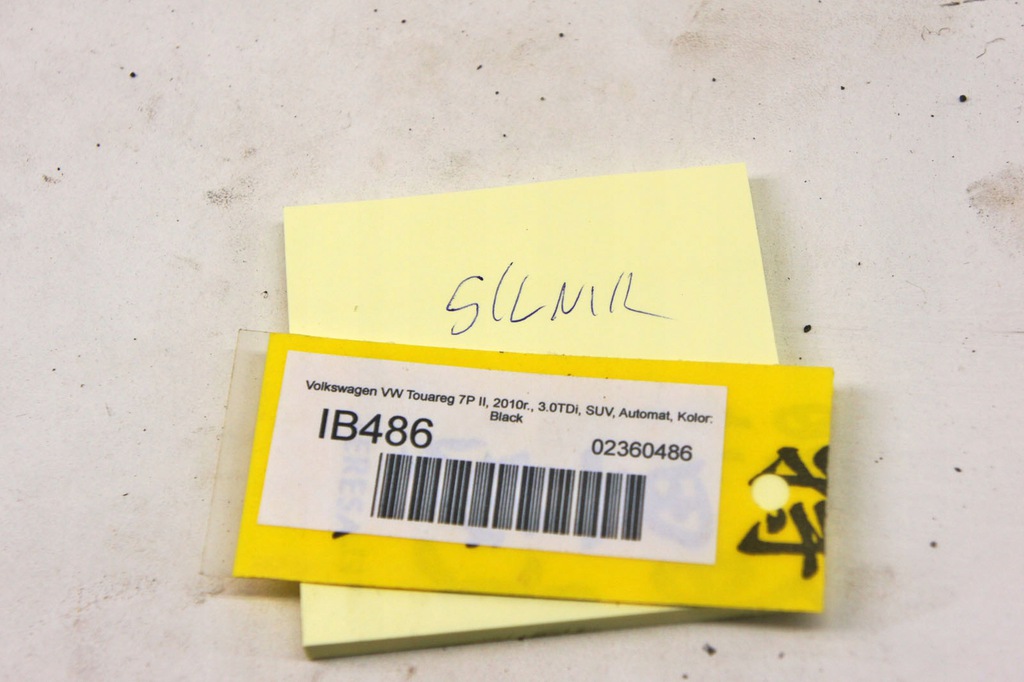 SILNIK
Volkswagen VW Touareg 7P II, 2010r., 3.0TDi, SUV, Automat, Kolor:
Black
IB486
02360486